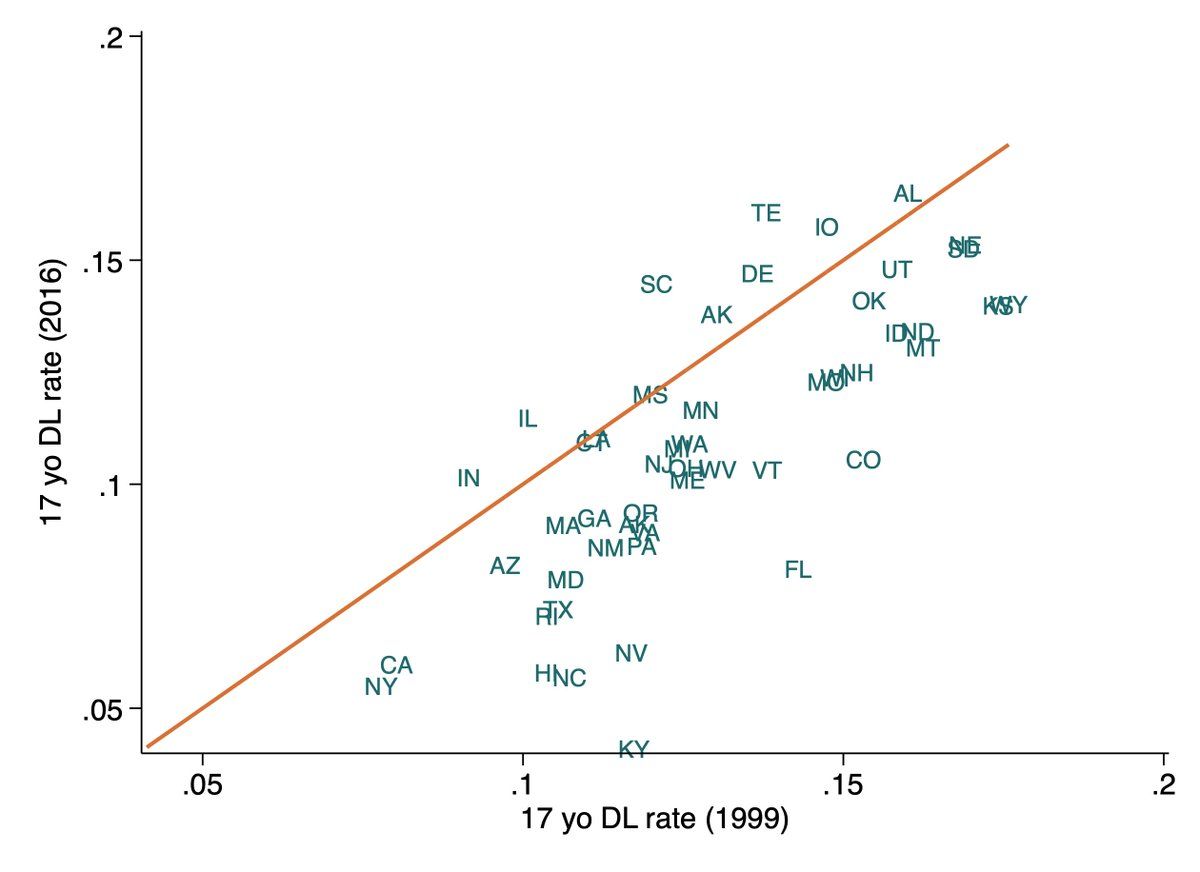 .2
AL
TE
IO
NE
SD
.15
UT
DE
SC
OK
KS WY
AK
ND
ID
MT
NH
WI
MO
MS
MN
IL
LA
CT
WA
MI
CO
NJ OH WV VT
IN
ME
.1
OR
GA
MA AK
VA
NM PA
AZ FL
MD
TX
RI
NV
CA
HI NC
NY
.05
KY
.05 .1 .15 .2
17 yo DL rate (2016)
17 yo DL rate (1999)